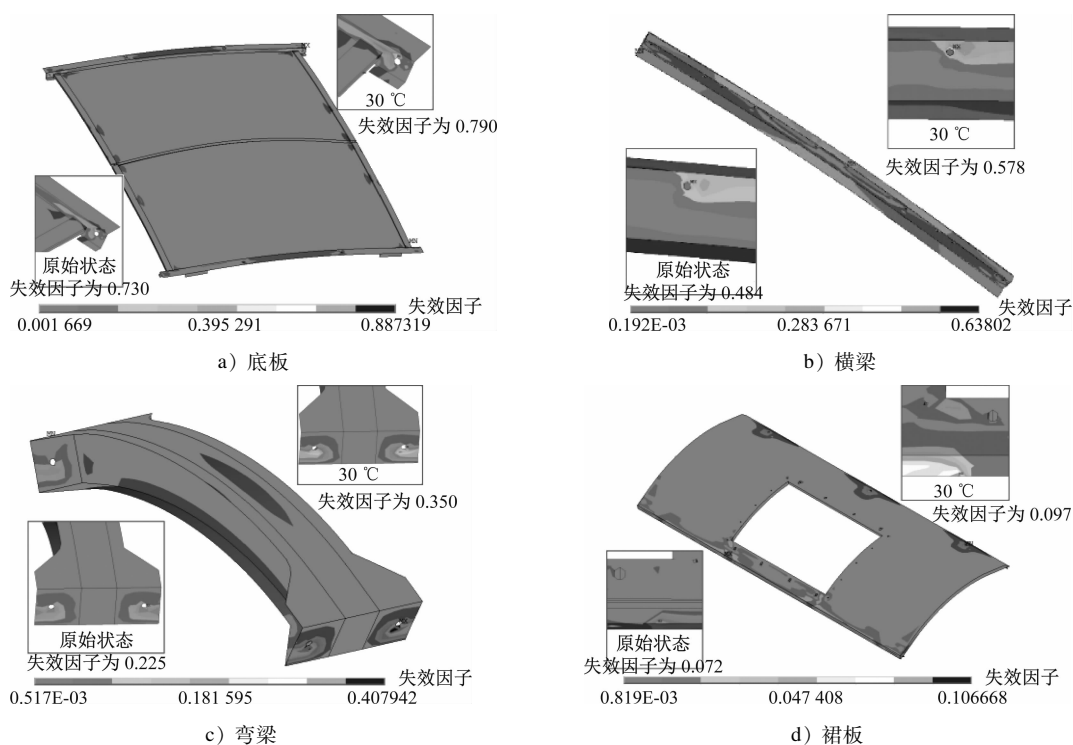 30 ℃
失效因子为 0.790
原始状态
失效因子为 0.730
失效因子
0.001 669 0.395 291 0.887319
a）底板
30 ℃
失效因子为 0.578
原始状态
失效因子为 0.484
失效因子
0.192E-03 0.283 671 0.63802
b）横梁
30 ℃
失效因子为 0.350
原始状态
失效因子为 0.225
失效因子
0.517E-03 0.181 595 0.407942
c）弯梁
30 ℃
失效因子为 0.097
原始状态
失效因子为 0.072
失效因子
0.819E-03 0.047 408 0.106668
d）裙板